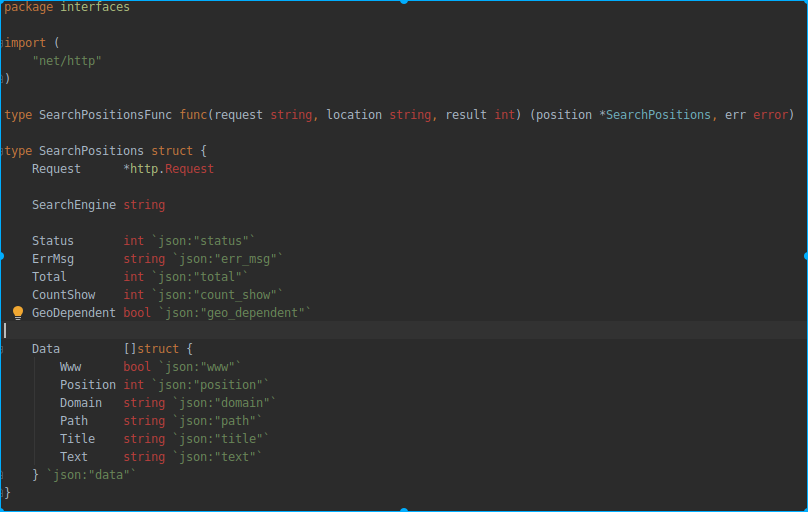 package interfaces
import (
"net/http"
)
type SearchPositionsFunc func(request string, location string, result int) (position *SearchPositions, err error)
type SearchPositions struct {
Request *http.Request
SearchEngine string
Status int `json:"status"`
ErrMsg string `json:"err_msg"`
Total int `json:"total"`
CountShow int `json:"count_show"`
GeoDependent bool `json:"geo_dependent"`
Data []struct {
Www bool `json:"www"`
Position int `json:"position"`
Domain string `json:"domain"`
Path string `json:"path"`
Title string `json:"title"`
Text string `json:"text"`
} `json:"data"`
}